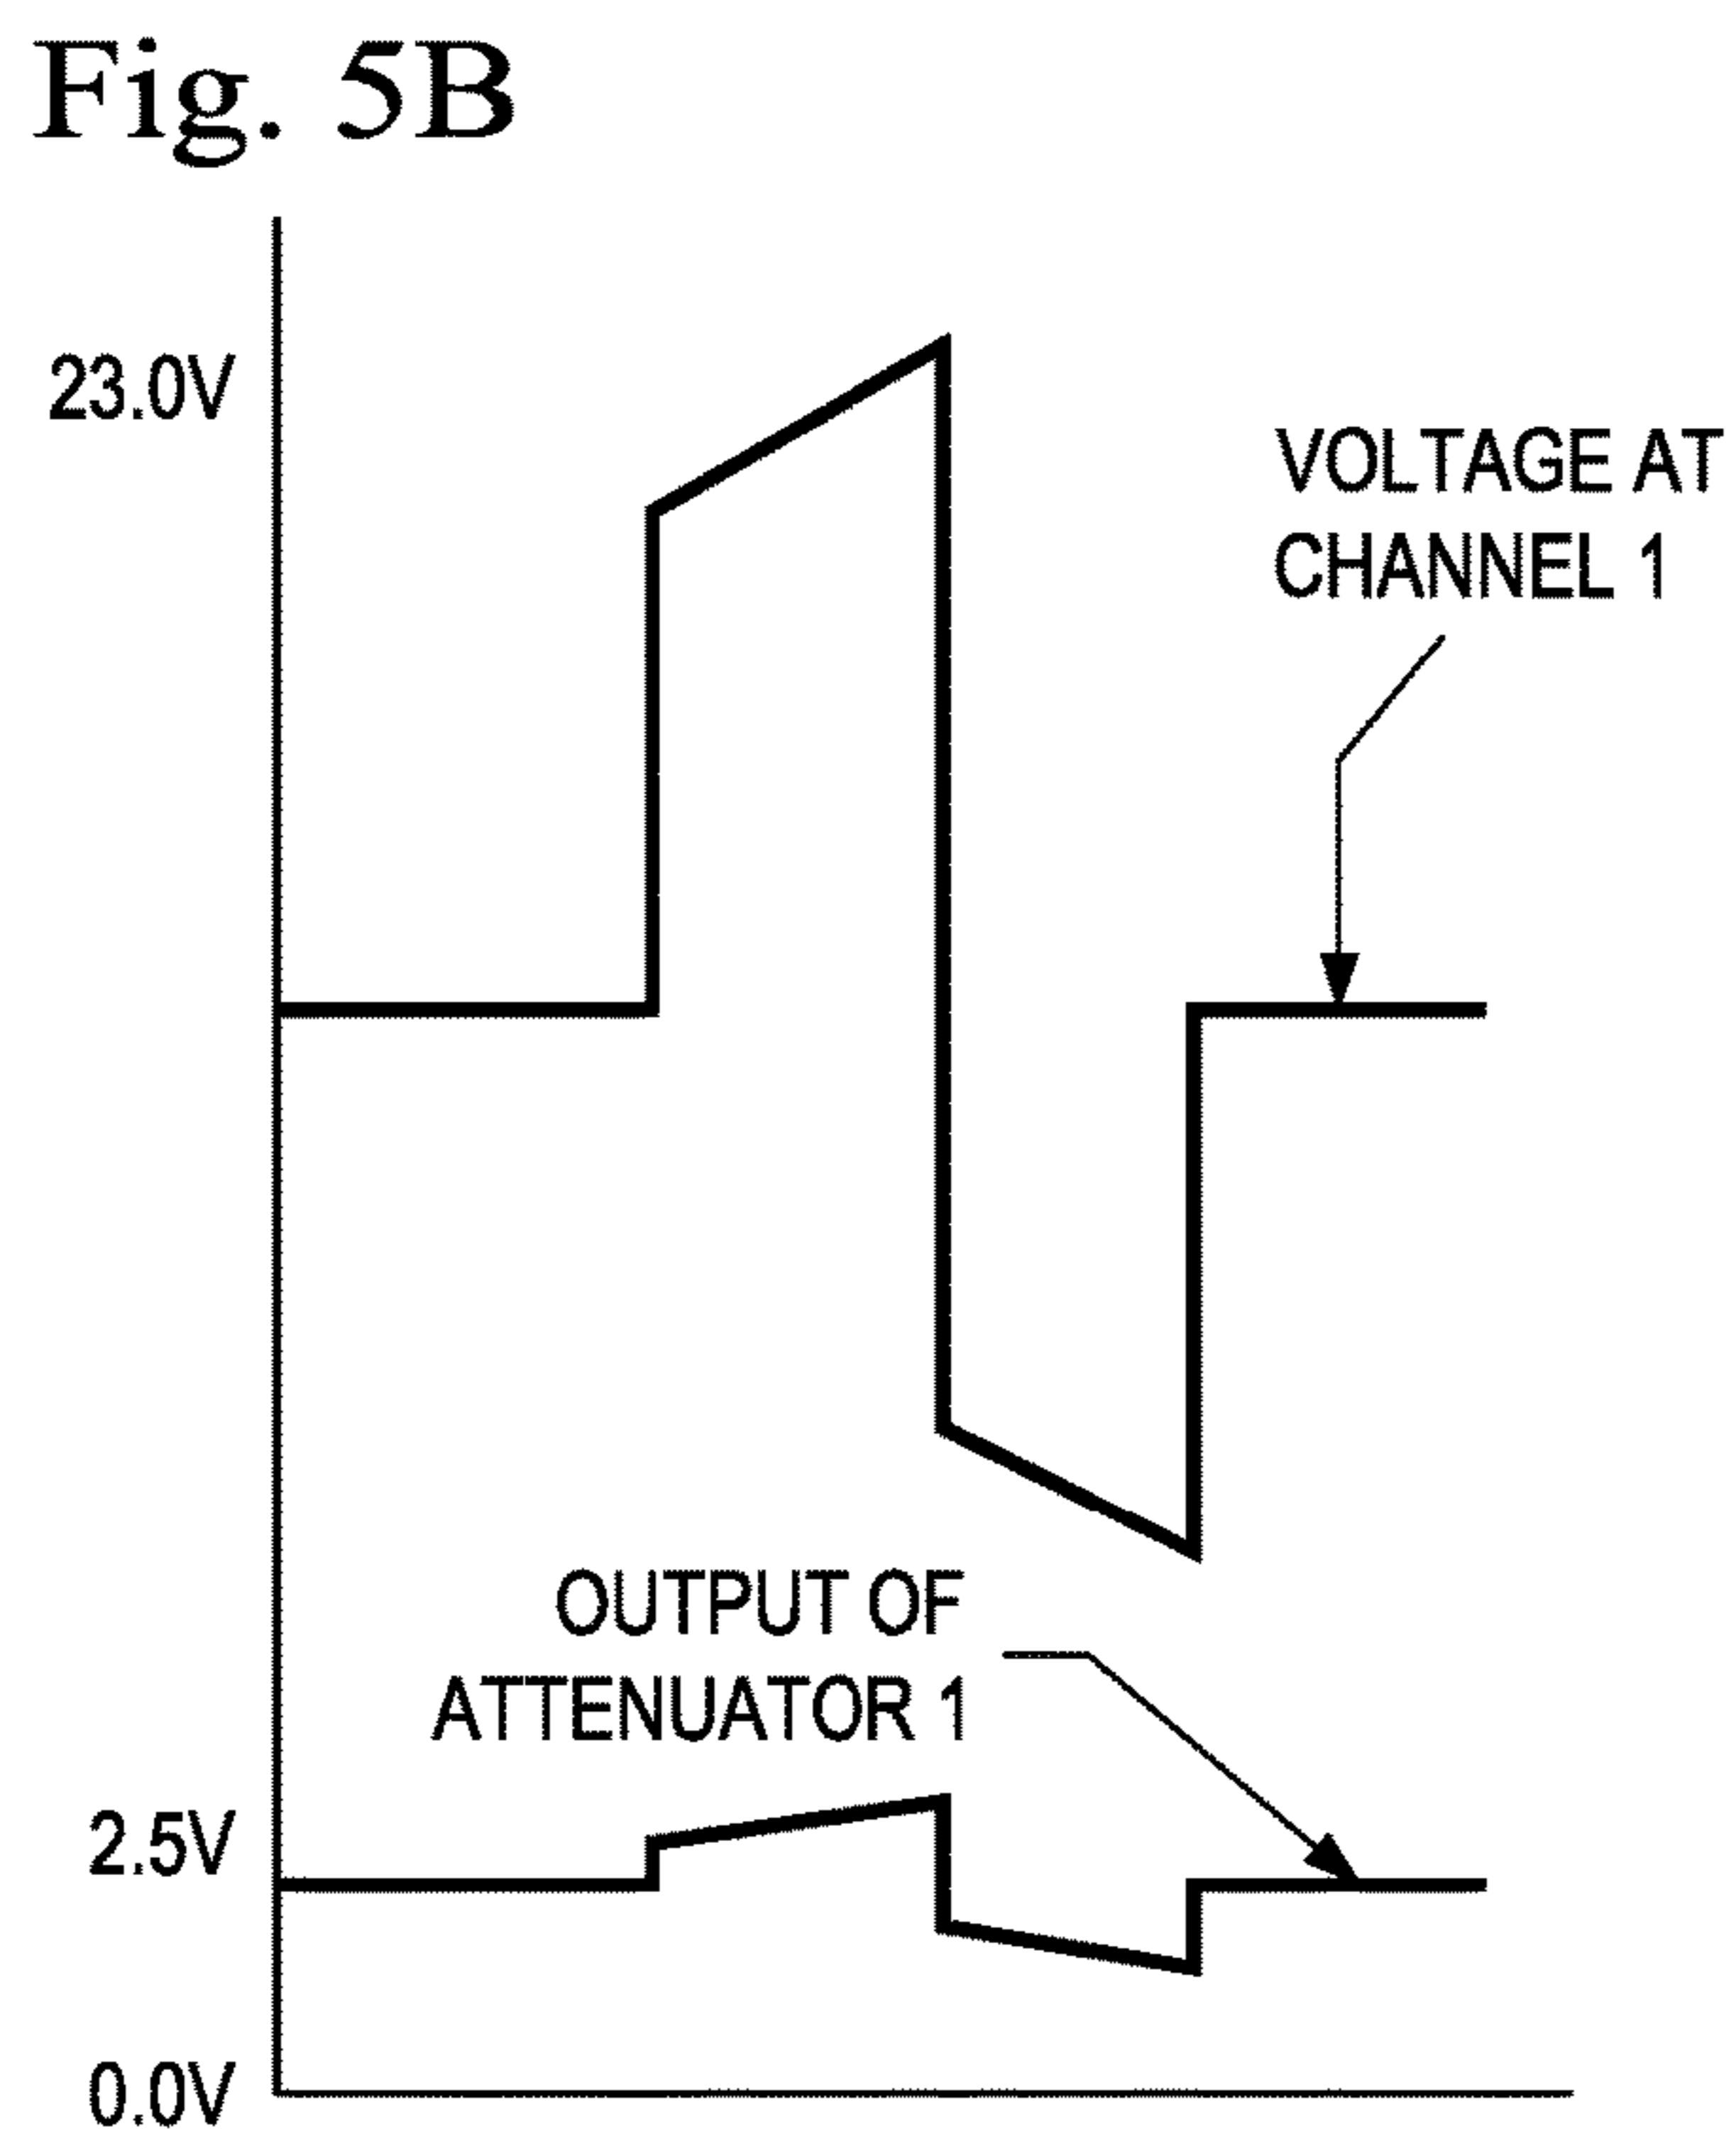 Fig. 5B
23.0V
VOLTAGE AT
CHANNEL 1
OUTPUT OF
ATTENUATOR 1
2.5V
0.0V